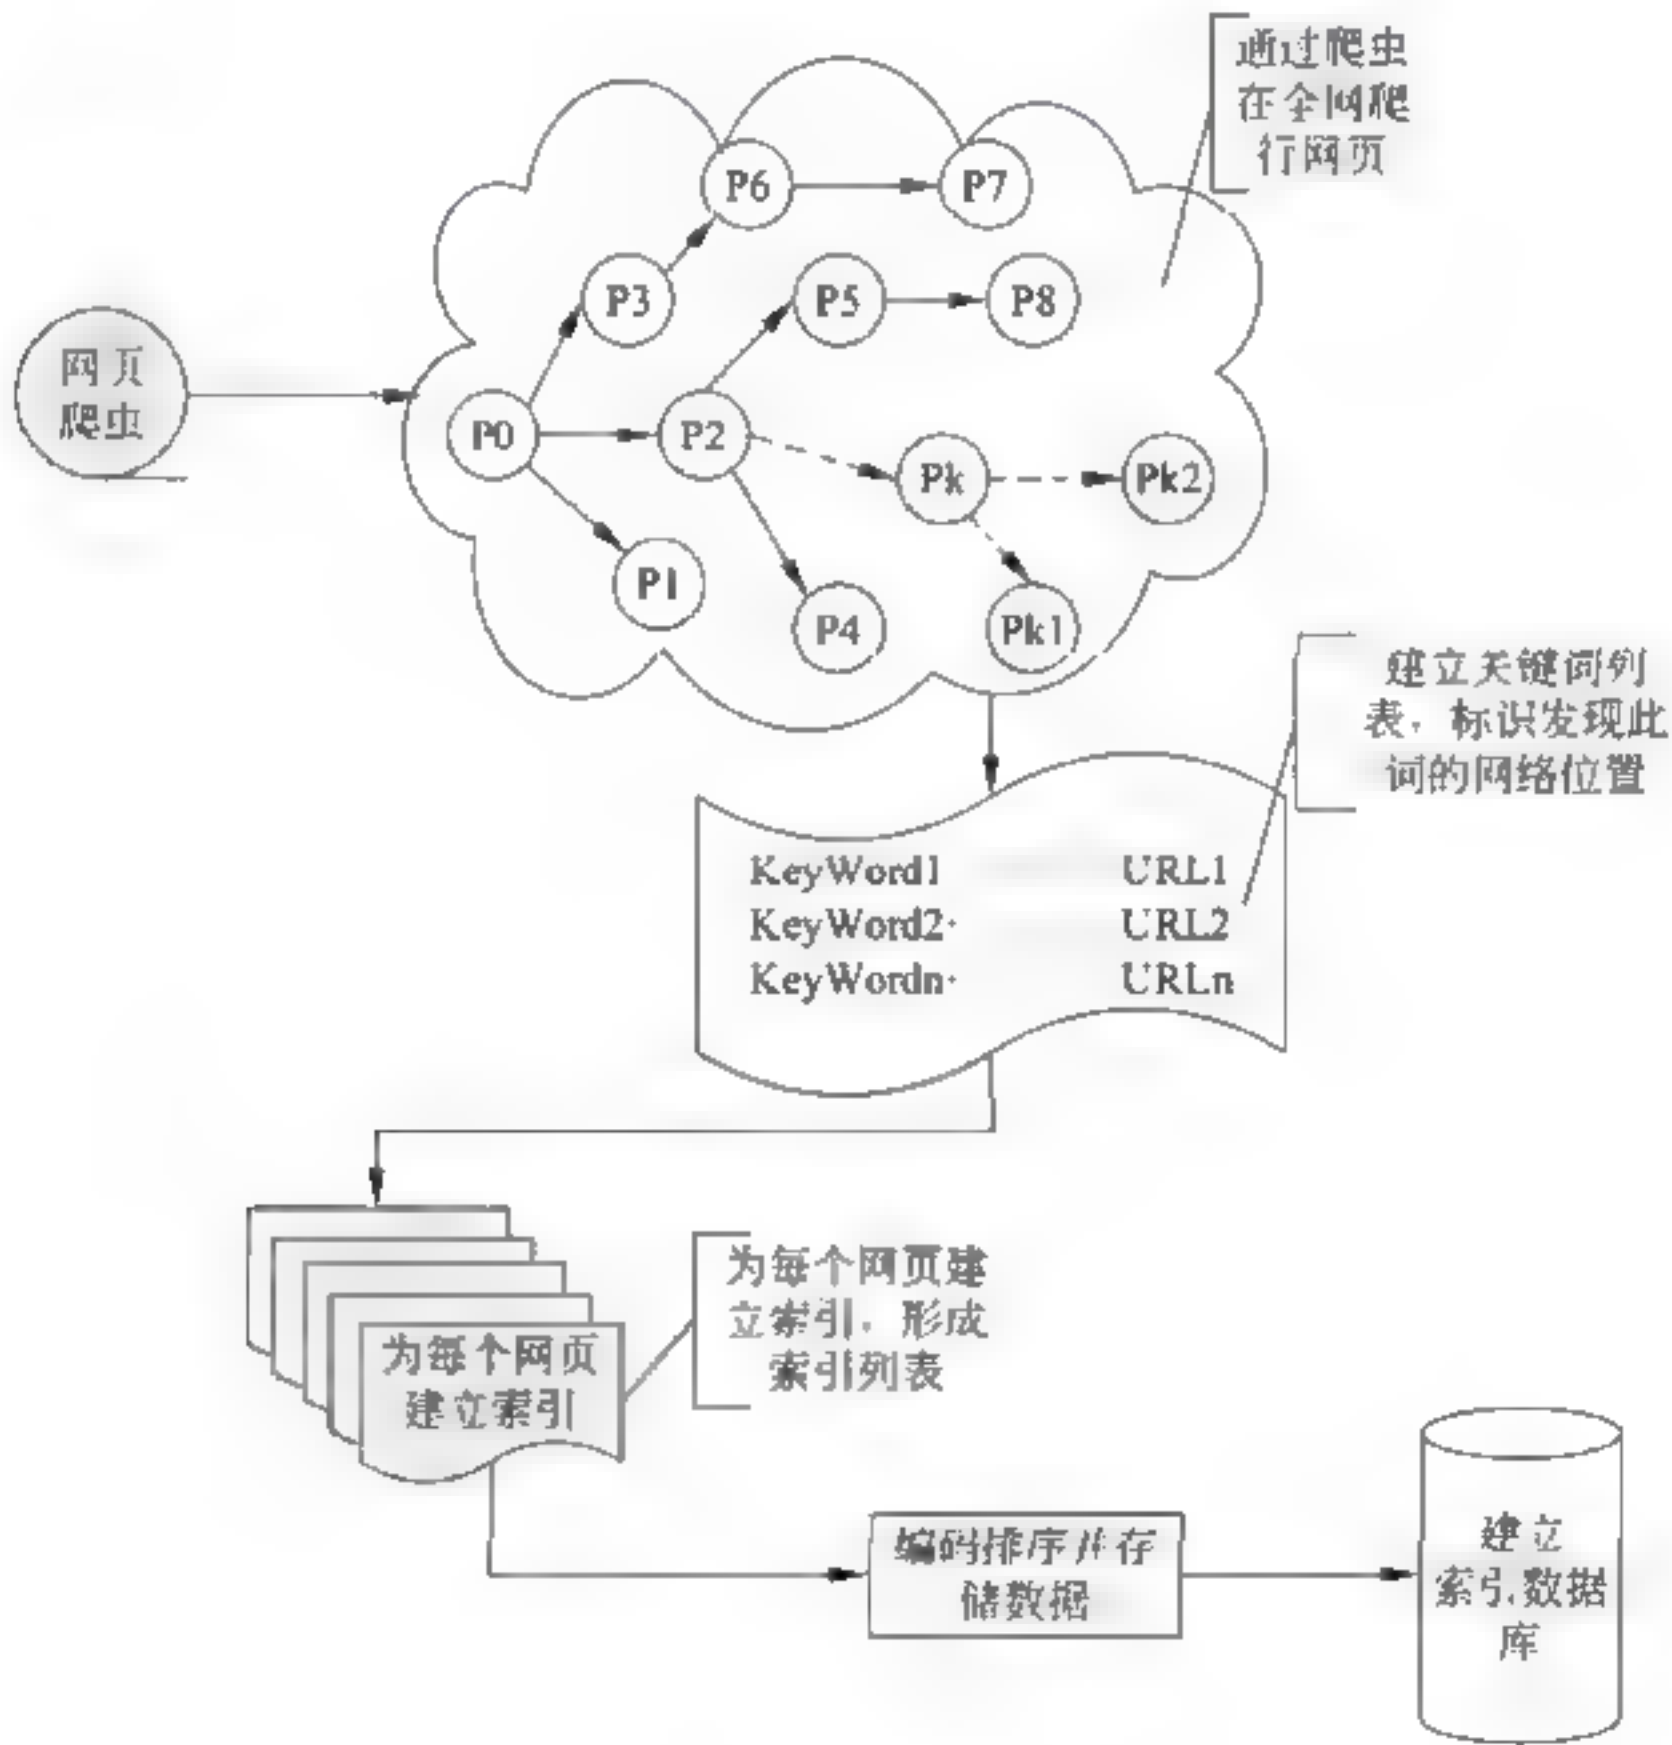 通过爬虫
在全网爬
行网页
P6
P7
P3
P5
P8
网页
爬虫
P0
P2
Pk
Pk2
P1
P4
Pk1
建立关键词列
表，标识发现此
词的网络位置
KeyWord1 URL1
KeyWord2· URL2
KeyWordn· URLn
为每个网页建
立索引，形成
索引列表
为每个网页
建立索引
编码排序并存
储数据
建立
索引数据
库